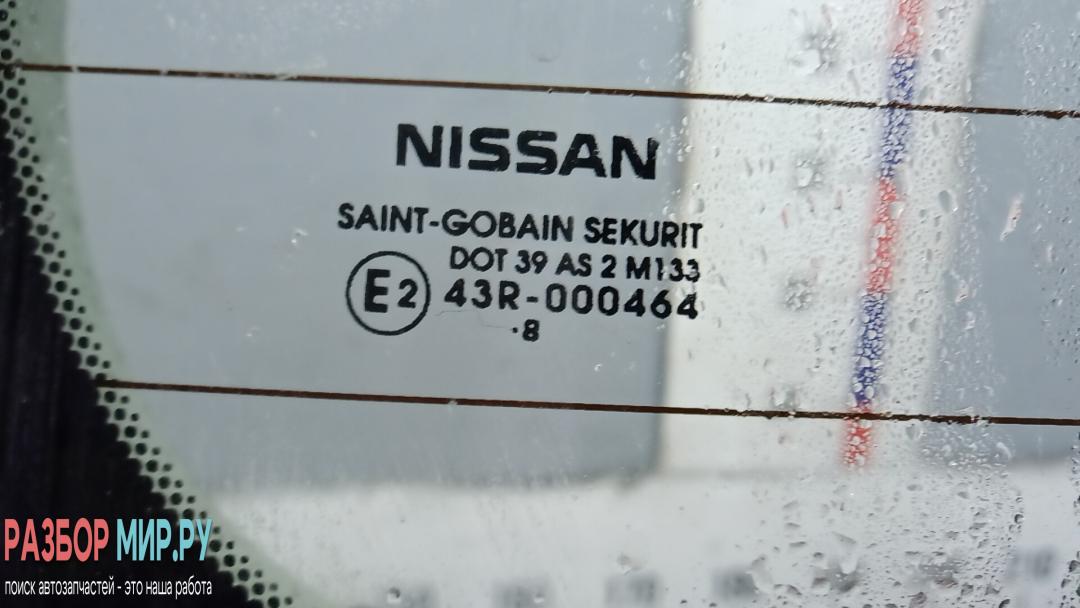 NISSAN
SAINT-GOBAIN SEKURIT
DOT 39 AS 2 M133
E2 43R-000464
.8
РАЗБОР МИР.РУ
поиск автозапчастей - это наша работа